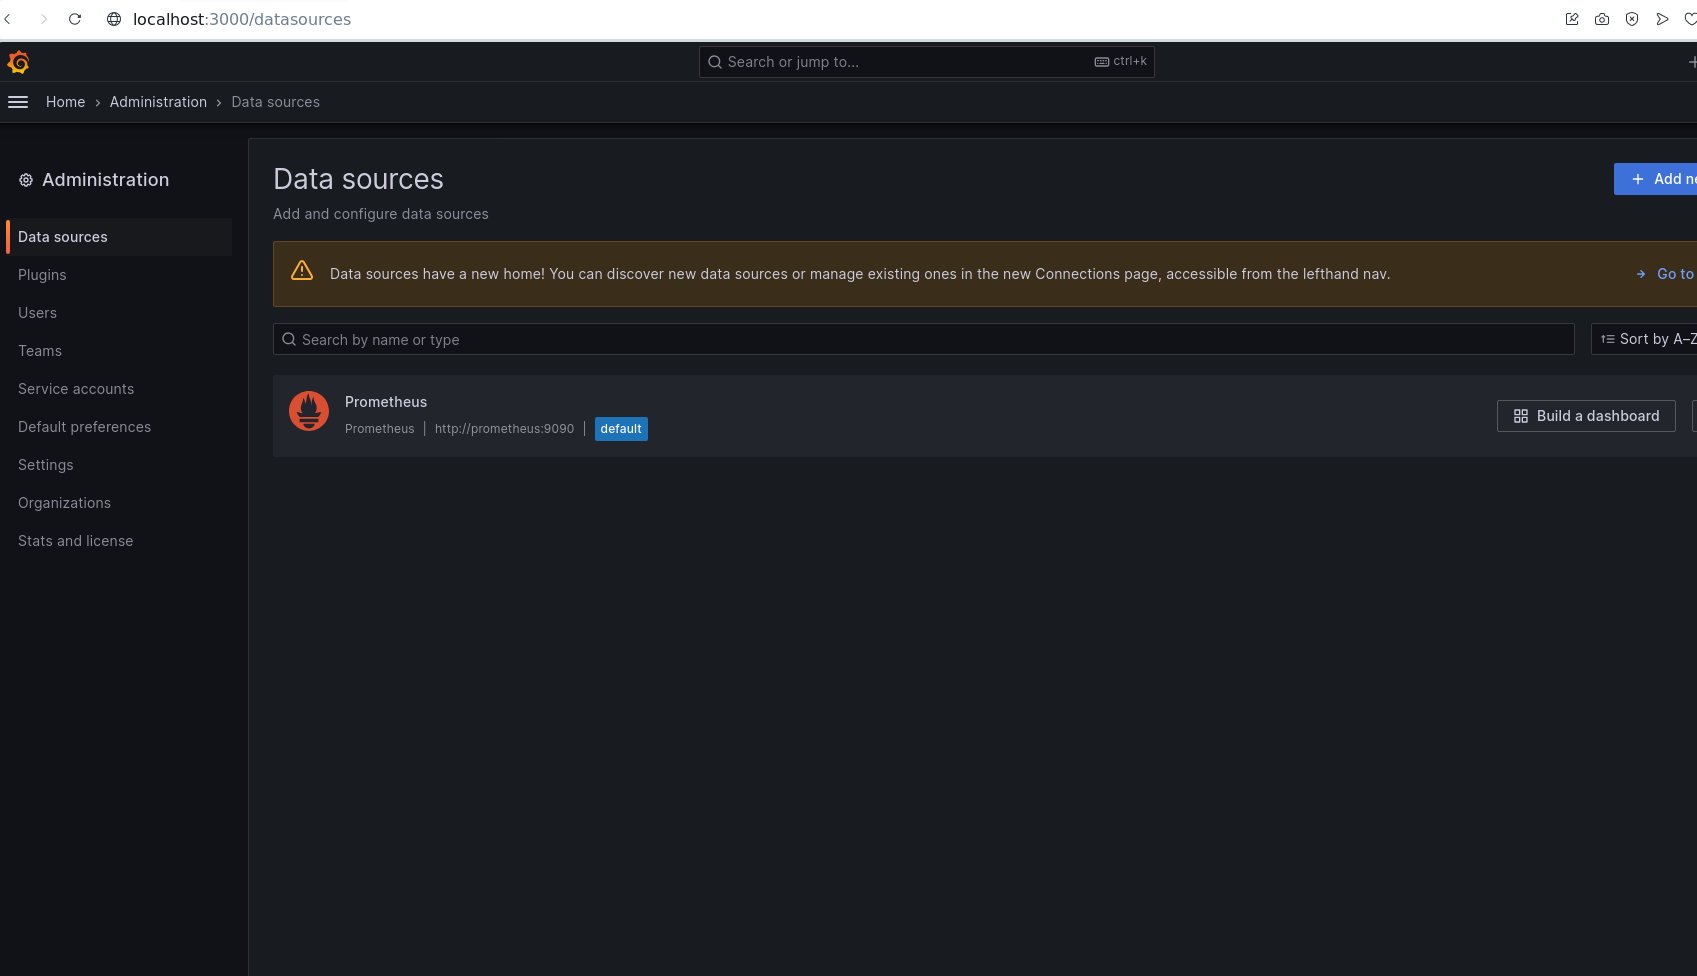 localhost:3000/datasources
Search or jump to...
ctrl+k
Home › Administration › Data sources
Administration
Data sources
Plugins
Users
Teams
Service accounts
Default preferences
Settings
Organizations
Stats and license
Data sources
Add and configure data sources
+ Add
Data sources have a new home! You can discover new data sources or manage existing ones in the new Connections page, accessible from the lefthand nav.
Go to
Search by name or type
Sort by A–Z
Prometheus
Prometheus | http://prometheus:9090 | default
Build a dashboard